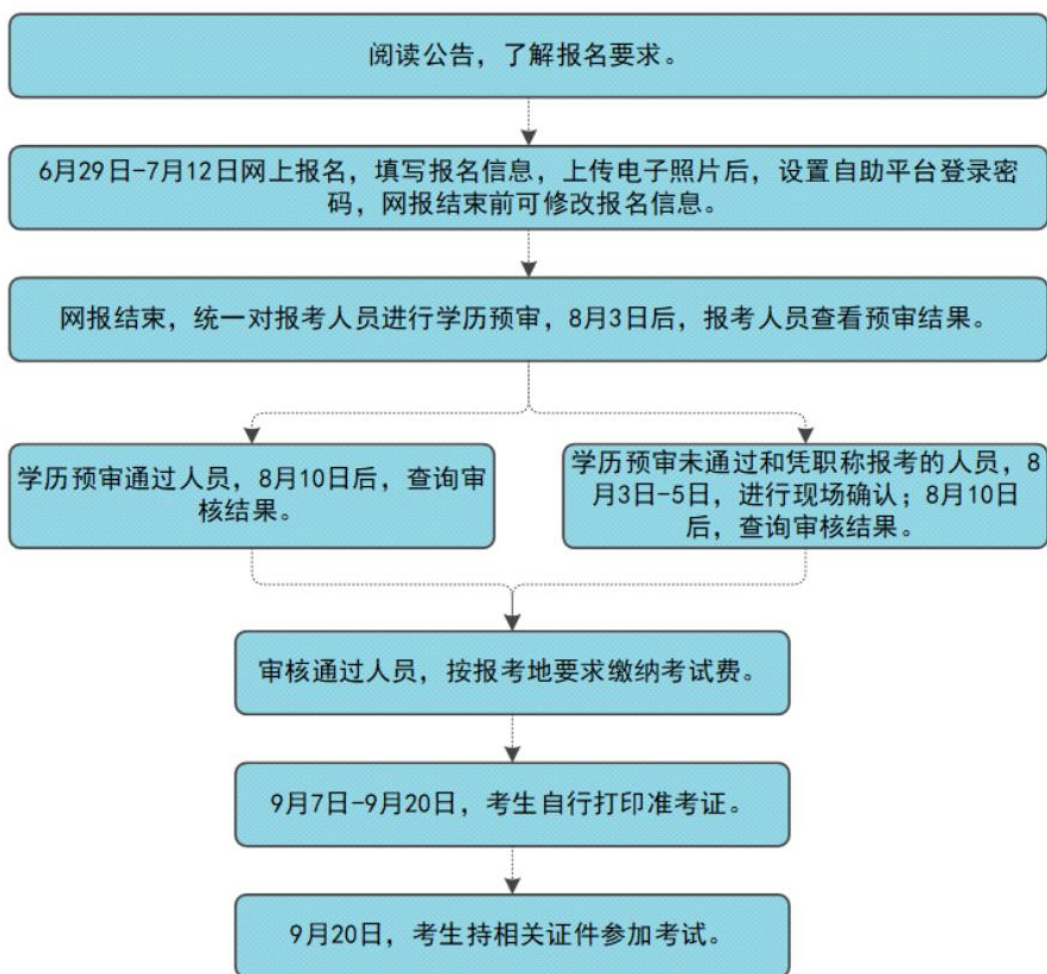 阅读公告，了解报名要求。
6月29日-7月12日网上报名，填写报名信息，上传电子照片后，设置自助平台登录密
码，网报结束前可修改报名信息。
网报结束，统一对报考人员进行学历预审，8月3日后，报考人员查看预审结果。
学历预审通过人员，8月10日后，查询审
核结果。
学历预审未通过和凭职称报考的人员，8
月3日-5日，进行现场确认；8月10日
后，查询审核结果。
审核通过人员，按报考地要求缴纳考试费。
9月7日-9月20日，考生自行打印准考证。
9月20日，考生持相关证件参加考试。